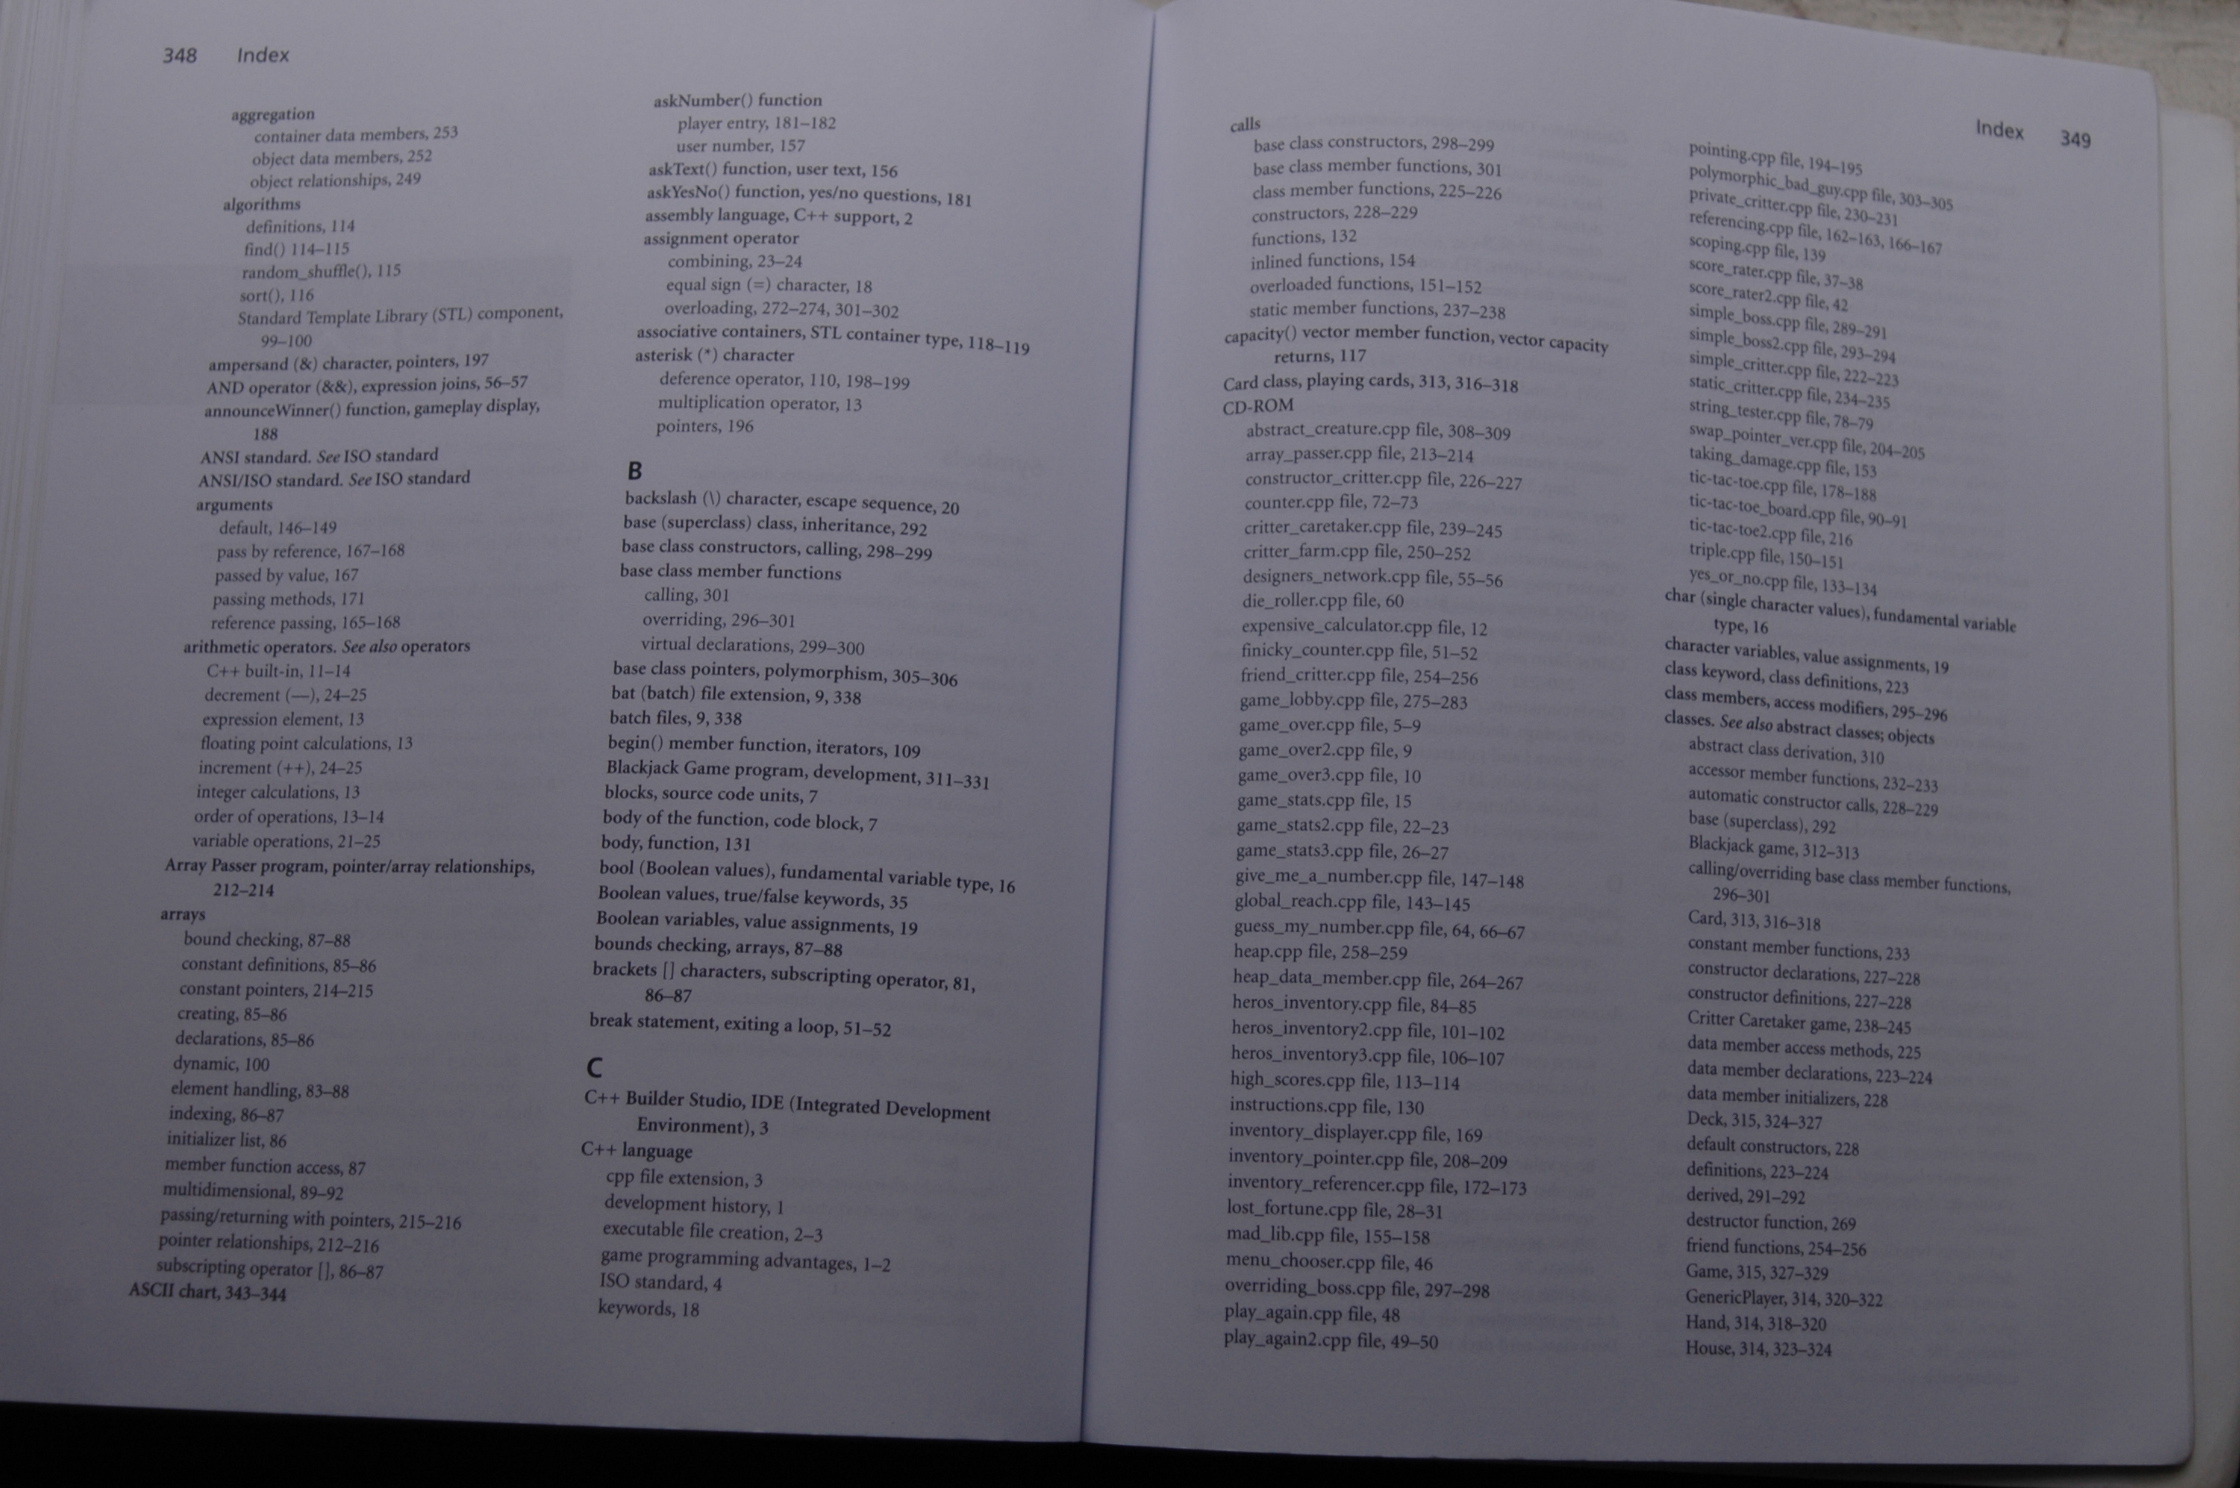 348 Index
aggregation
container data members, 253
object data members, 252
object relationships, 249
algorithms
definitions, 114
find() 114–115
random_shuffle(), 115
sort(), 116
Standard Template Library (STL) component,
99–100
ampersand (&) character, pointers, 197
AND operator (&&), expression joins, 56–57
announceWinner() function, gameplay display,
188
ANSI standard. See ISO standard
ANSI/ISO standard. See ISO standard
arguments
default, 146–149
pass by reference, 167–168
passed by value, 167
passing methods, 171
reference passing, 165–168
arithmetic operators. See also operators
C++ built-in, 11–14
decrement (—), 24–25
expression element, 13
floating point calculations, 13
increment (++), 24–25
integer calculations, 13
order of operations, 13–14
variable operations, 21–25
Array Passer program, pointer/array relationships,
212–214
arrays
bound checking, 87–88
constant definitions, 85–86
constant pointers, 214–215
creating, 85–86
declarations, 85–86
dynamic, 100
element handling, 83–88
indexing, 86–87
initializer list, 86
member function access, 87
multidimensional, 89–92
passing/returning with pointers, 215–216
pointer relationships, 212–216
subscripting operator [], 86–87
ASCII chart, 343–344
askNumber() function
player entry, 181–182
user number, 157
askText() function, user text, 156
askYesNo() function, yes/no questions, 181
assembly language, C++ support, 2
assignment operator
combining, 23–24
equal sign (=) character, 18
overloading, 272–274, 301–302
associative containers, STL container type, 118–119
asterisk (*) character
deference operator, 110, 198–199
multiplication operator, 13
pointers, 196
B
backslash (\) character, escape sequence, 20
base (superclass) class, inheritance, 292
base class constructors, calling, 298–299
base class member functions
calling, 301
overriding, 296–301
virtual declarations, 299–300
base class pointers, polymorphism, 305–306
bat (batch) file extension, 9, 338
batch files, 9, 338
begin() member function, iterators, 109
Blackjack Game program, development, 311–331
blocks, source code units, 7
body of the function, code block, 7
body, function, 131
bool (Boolean values), fundamental variable type, 16
Boolean values, true/false keywords, 35
Boolean variables, value assignments, 19
bounds checking, arrays, 87–88
brackets [] characters, subscripting operator, 81,
86–87
break statement, exiting a loop, 51–52
C
C++ Builder Studio, IDE (Integrated Development
Environment), 3
C++ language
cpp file extension, 3
development history, 1
executable file creation, 2–3
game programming advantages, 1–2
ISO standard, 4
keywords, 18
Index 349
calls
base class constructors, 298–299
base class member functions, 301
class member functions, 225–226
constructors, 228–229
functions, 132
inlined functions, 154
overloaded functions, 151–152
static member functions, 237–238
capacity() vector member function, vector capacity
returns, 117
Card class, playing cards, 313, 316–318
CD-ROM
abstract_creature.cpp file, 308–309
array_passer.cpp file, 213–214
constructor_critter.cpp file, 226–227
counter.cpp file, 72–73
critter_caretaker.cpp file, 239–245
critter_farm.cpp file, 250–252
designers_network.cpp file, 55–56
die_roller.cpp file, 60
expensive_calculator.cpp file, 12
finicky_counter.cpp file, 51–52
friend_critter.cpp file, 254–256
game_lobby.cpp file, 275–283
game_over.cpp file, 5–9
game_over2.cpp file, 9
game_over3.cpp file, 10
game_stats.cpp file, 15
game_stats2.cpp file, 22–23
game_stats3.cpp file, 26–27
give_me_a_number.cpp file, 147–148
global_reach.cpp file, 143–145
guess_my_number.cpp file, 64, 66–67
heap.cpp file, 258–259
heap_data_member.cpp file, 264–267
heros_inventory.cpp file, 84–85
heros_inventory2.cpp file, 101–102
heros_inventory3.cpp file, 106–107
high_scores.cpp file, 113–114
instructions.cpp file, 130
inventory_displayer.cpp file, 169
inventory_pointer.cpp file, 208–209
inventory_referencer.cpp file, 172–173
lost_fortune.cpp file, 28–31
mad_lib.cpp file, 155–158
menu_chooser.cpp file, 46
overriding_boss.cpp file, 297–298
play_again.cpp file, 48
play_again2.cpp file, 49–50
pointing.cpp file, 194–195
polymorphic_bad_guy.cpp file, 303–305
private_critter.cpp file, 230–231
referencing.cpp file, 162–163, 166–167
scoping.cpp file, 139
score_rater.cpp file, 37–38
score_rater2.cpp file, 42
simple_boss.cpp file, 289–291
simple_boss2.cpp file, 293–294
simple_critter.cpp file, 222–223
static_critter.cpp file, 234–235
string_tester.cpp file, 78–79
swap_pointer_ver.cpp file, 204–205
taking_damage.cpp file, 153
tic-tac-toe.cpp file, 178–188
tic-tac-toe_board.cpp file, 90–91
tic-tac-toe2.cpp file, 216
triple.cpp file, 150–151
yes_or_no.cpp file, 133–134
char (single character values), fundamental variable
type, 16
character variables, value assignments, 19
class keyword, class definitions, 223
class members, access modifiers, 295–296
classes. See also abstract classes; objects
abstract class derivation, 310
accessor member functions, 232–233
automatic constructor calls, 228–229
base (superclass), 292
Blackjack game, 312–313
calling/overriding base class member functions,
296–301
Card, 313, 316–318
constant member functions, 233
constructor declarations, 227–228
constructor definitions, 227–228
Critter Caretaker game, 238–245
data member access methods, 225
data member declarations, 223–224
data member initializers, 228
Deck, 315, 324–327
default constructors, 228
definitions, 223–224
derived, 291–292
destructor function, 269
friend functions, 254–256
Game, 315, 327–329
GenericPlayer, 314, 320–322
Hand, 314, 318–320
House, 314, 323–324